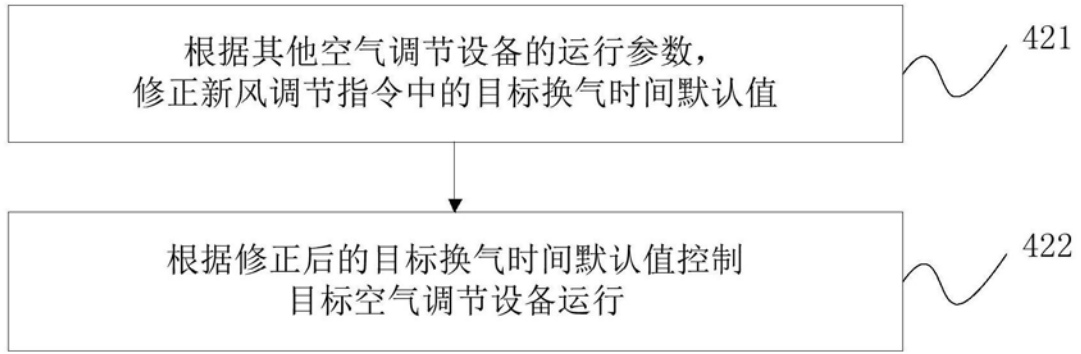 根据其他空气调节设备的运行参数，
修正新风调节指令中的目标换气时间默认值
421
根据修正后的目标换气时间默认值控制
目标空气调节设备运行
422